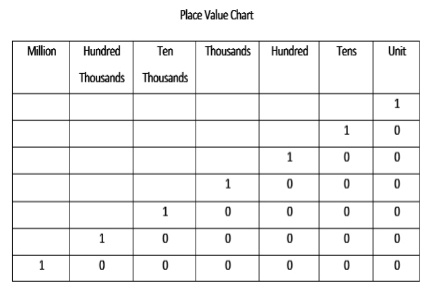 Place Value Chart
Million Hundred Thousands Ten Thousands Thousands Hundred Tens Unit
1
1 0
1 0 0
1 0 0 0
1 0 0 0 0
1 0 0 0 0 0
1 0 0 0 0 0 0